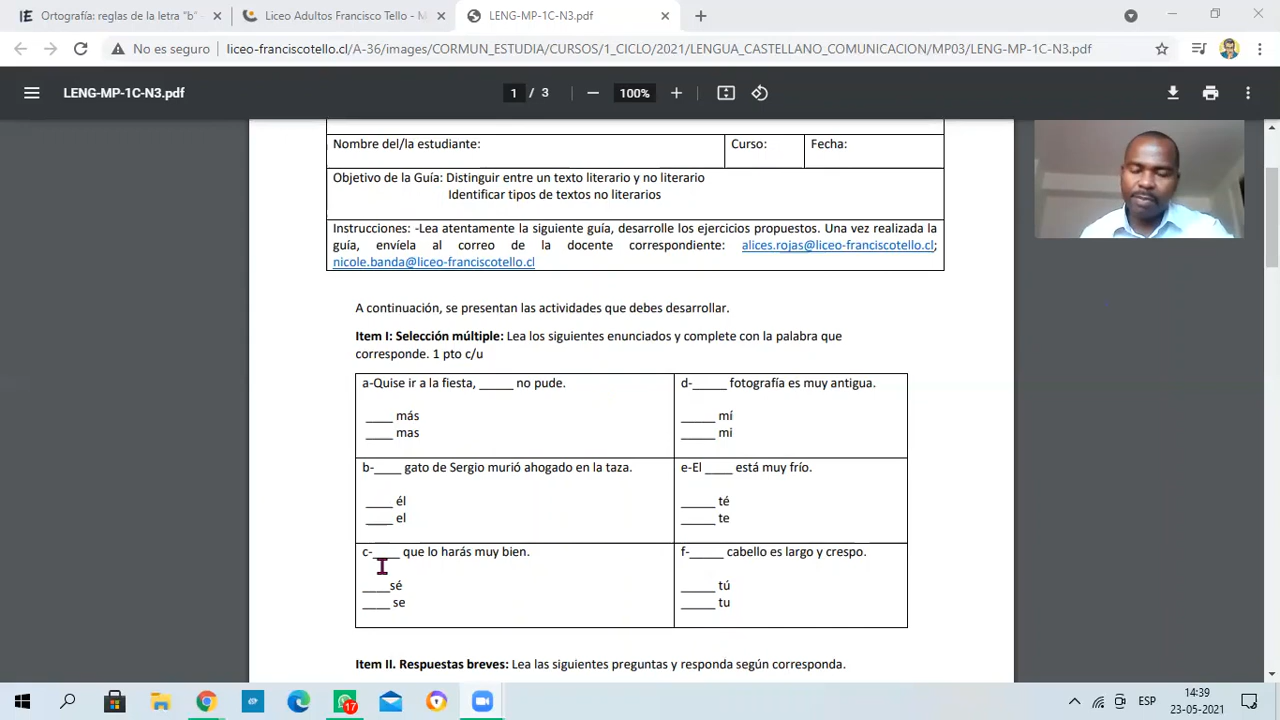 Ortografía: reglas de la letra "b"
Liceo Adultos Francisco Tello - N
LENG-MP-1C-N3.pdf
No es seguro
liceo-franciscotello.cl/A-36/images/CORMUN_ESTUDIA/CURSOS/1_CICLO/2021/LENGUA_CASTELLANO_COMUNICACION/MP03/LENG-MP-1C-N3.pdf
LENG-MP-1C-N3.pdf
1 / 3
100%
Nombre del/la estudiante:
Curso:
Fecha:
Objetivo de la Guía: Distinguir entre un texto literario y no literario
Identificar tipos de textos no literarios
Instrucciones: -Lea atentamente la siguiente guía, desarrolle los ejercicios propuestos. Una vez realizada la
guía, envíela al correo de la docente correspondiente: alices.rojas@liceo-franciscotello.cl;
nicole.banda@liceo-franciscotello.cl
A continuación, se presentan las actividades que debes desarrollar.
Item I: Selección múltiple: Lea los siguientes enunciados y complete con la palabra que
corresponde. 1 pto c/u
a-Quise ir a la fiesta, _____ no pude.
____ más
____ mas
d-_____ fotografía es muy antigua.
_____ mí
_____ mi
b-____ gato de Sergio murió ahogado en la taza.
____ él
____ el
e-El ____ está muy frío.
_____ té
_____ te
c-____ que lo harás muy bien.
____sé
____ se
f-_____ cabello es largo y crespo.
_____ tú
_____ tu
Item II. Respuestas breves: Lea las siguientes preguntas y responda según corresponda.
17
ESP
14:39
23-05-2021